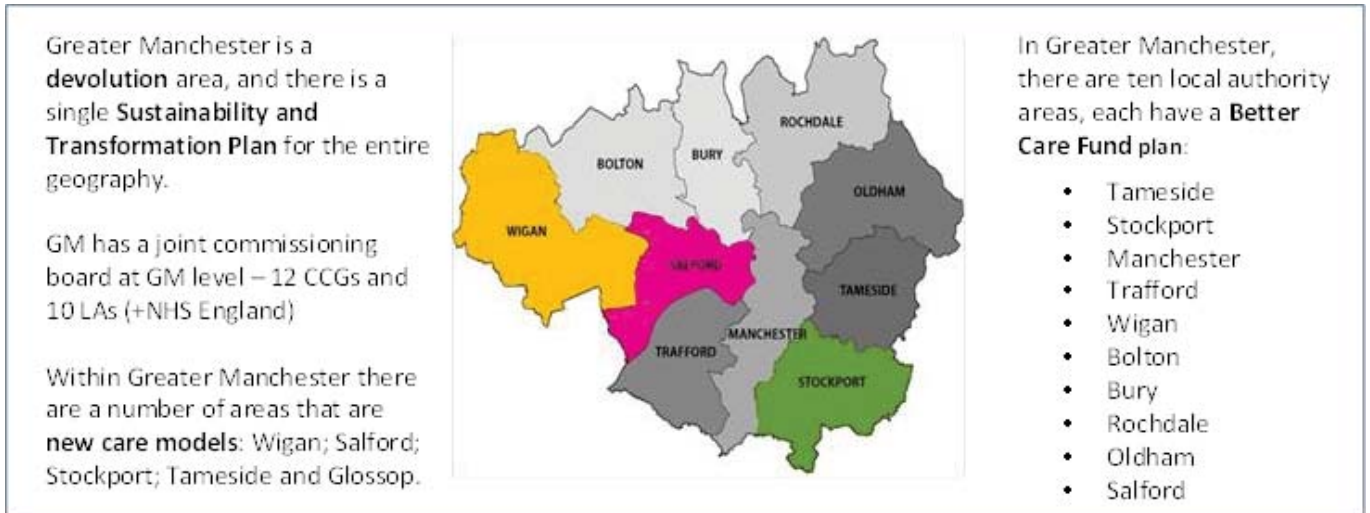 Greater Manchester is a
devolution area, and there is a
single Sustainability and
Transformation Plan for the entire
geography.
GM has a joint commissioning
board at GM level – 12 CCGs and
10 LAs (+NHS England)
Within Greater Manchester there
are a number of areas that are
new care models: Wigan; Salford;
Stockport; Tameside and Glossop.
ROCHDALE
BURY
BOLTON
OLDHAM
WIGAN
SALFORD
TAMESIDE
MANCHESTER
TRAFFORD
STOCKPORT
In Greater Manchester,
there are ten local authority
areas, each have a Better
Care Fund plan:
• Tameside
• Stockport
• Manchester
• Trafford
• Wigan
• Bolton
• Bury
• Rochdale
• Oldham
• Salford